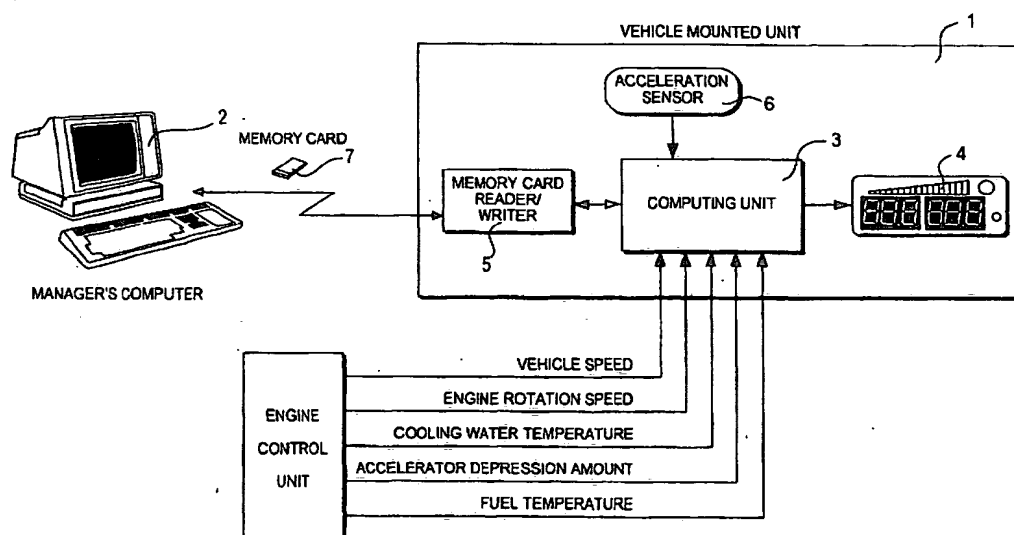 VEHICLE MOUNTED UNIT
1
ACCELERATION
SENSOR
6
2
MEMORY CARD
7
3
4
MEMORY CARD
READER/
WRITER
5
COMPUTING UNIT
888 888
MANAGER'S COMPUTER
ENGINE
CONTROL
UNIT
VEHICLE SPEED
ENGINE ROTATION SPEED
COOLING WATER TEMPERATURE
ACCELERATOR DEPRESSION AMOUNT
FUEL TEMPERATURE